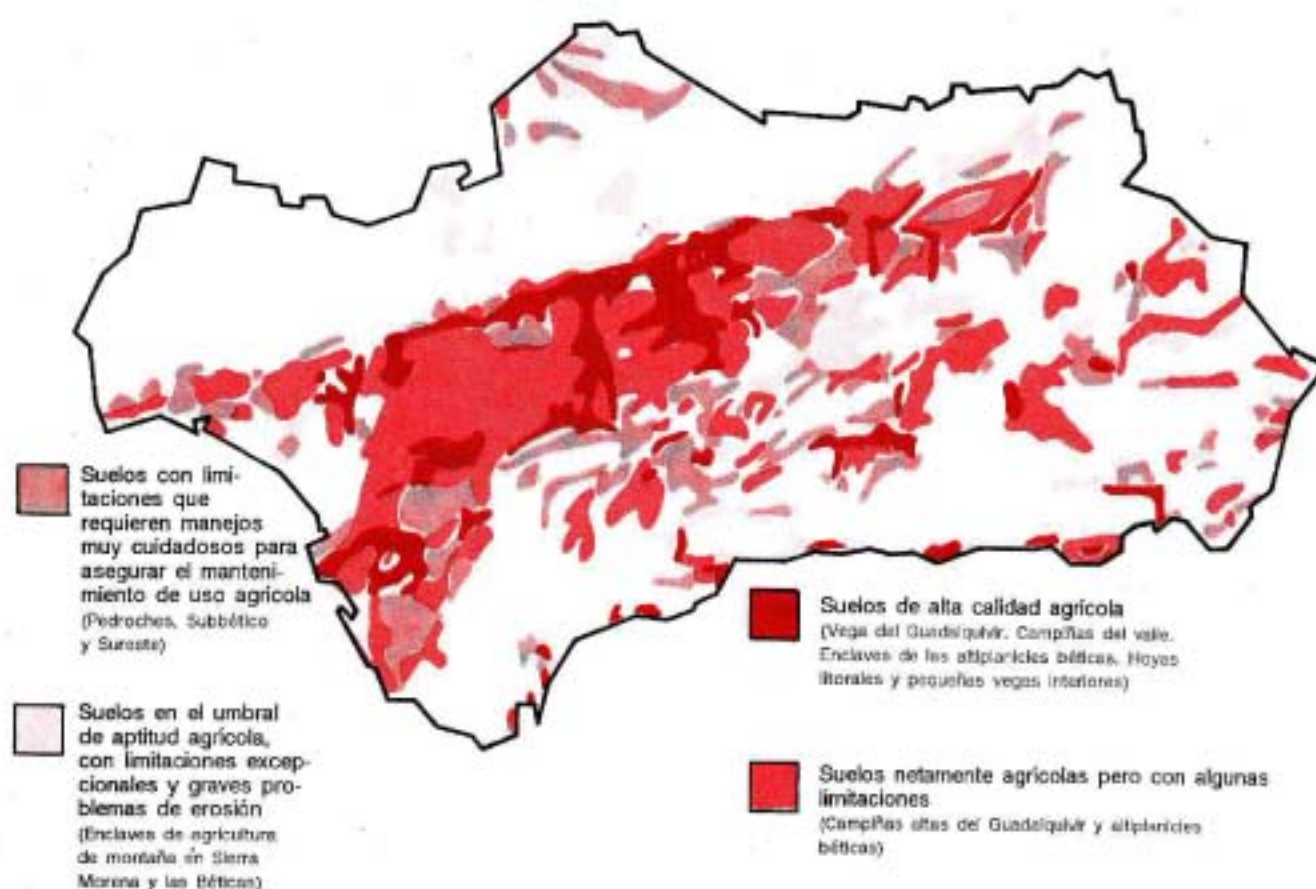 Suelos con limi-
taciones que
requieren manejos
muy cuidadosos para
asegurar el manteni-
miento de uso agrícola
(Pedroches, Subbético
y Sureste)
Suelos en el umbral
de aptitud agrícola,
con limitaciones excep-
cionales y graves pro-
blemas de erosión
(Enclaves de agricultura
de montaña en Sierra
Morena y las Béticas)
Suelos de alta calidad agrícola
(Vega del Guadalquivir. Campiñas del valle.
Enclaves de las altiplanicies béticas. Hoyas
litorales y pequeñas vegas interiores)
Suelos netamente agrícolas pero con algunas
limitaciones
(Campiñas altas del Guadalquivir y altiplanicies
béticas)